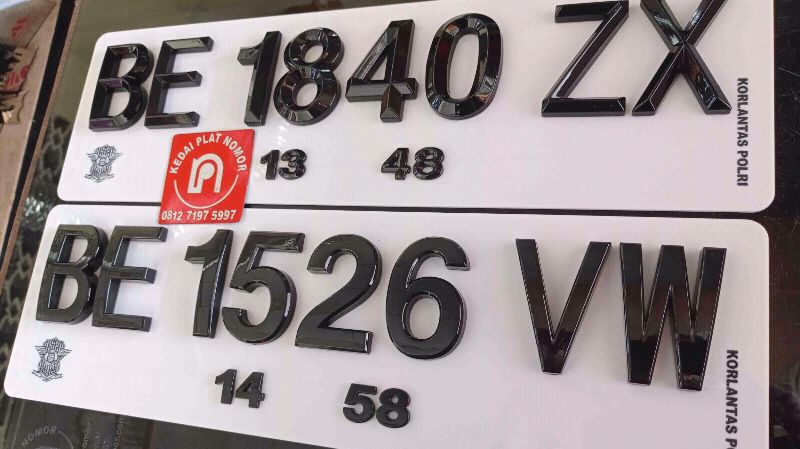 BE 1840 ZX
13 48
KORLANTAS POLRI
KEDAI PLAT NOMOR
0812 7197 5997
BE 1526 VW
14 58
KORLANTAS POLRI
NOMOR